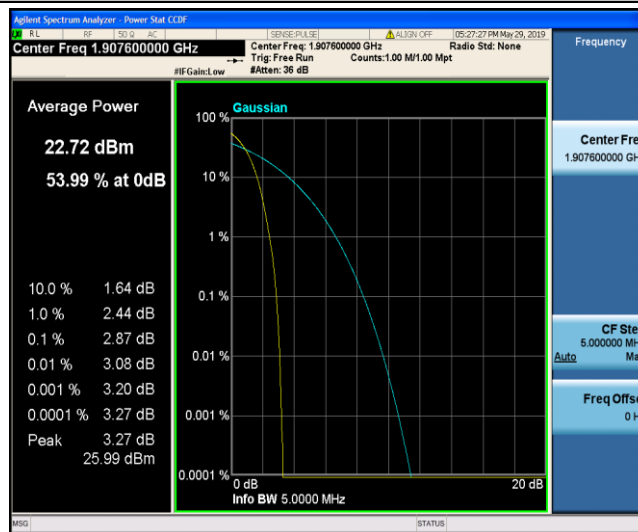 Agilent Spectrum Analyzer - Power Stat CCDF
RL RF 50 Ω AC SENSE:PULSE ALIGN OFF 05:27:27 PM May 29, 2019
Center Freq 1.907600000 GHz
Center Freq: 1.907600000 GHz Radio Std: None
Trig: Free Run Counts:1.00 M/1.00 Mpt
#IFGain:Low #Atten: 36 dB
Frequency
Average Power
22.72 dBm
53.99 % at 0dB
10.0 % 1.64 dB
1.0 % 2.44 dB
0.1 % 2.87 dB
0.01 % 3.08 dB
0.001 % 3.20 dB
0.0001 % 3.27 dB
Peak 3.27 dB
25.99 dBm
Gaussian
100 %
10 %
1 %
0.1 %
0.01 %
0.001 %
0.0001 %
0 dB 20 dB
Info BW 5.0000 MHz
Center Fre
1.907600000 GH
CF Ste
5.000000 MH
Auto Ma
Freq Offse
0 H
MSG STATUS